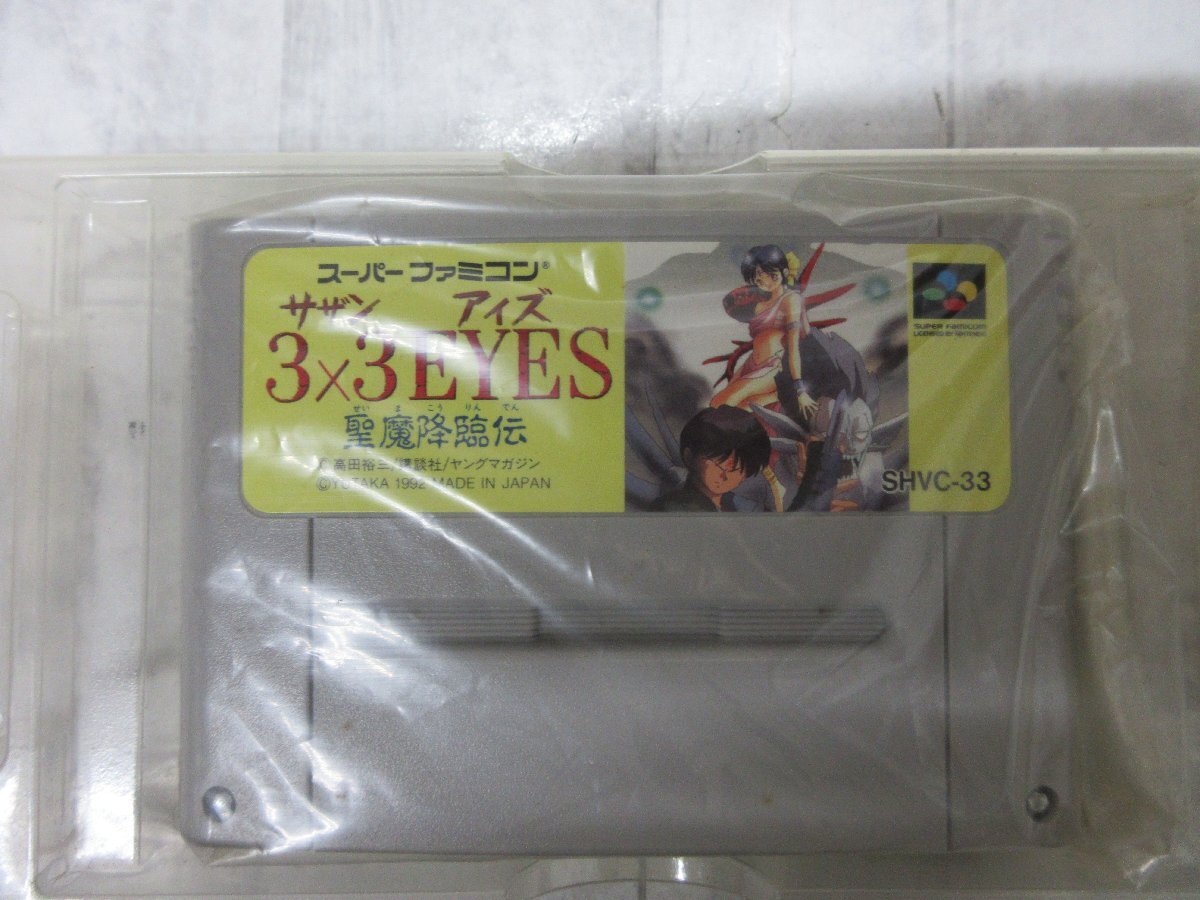 スーパーファミコン®
サザン アイズ
3×3EYES
せい ま こう りん でん
聖魔降臨伝
©高田裕三/講談社/ヤングマガジン
©YUTAKA 1992 MADE IN JAPAN
SUPER FAMICOM
LICENSED BY NINTENDO
SHVC-33